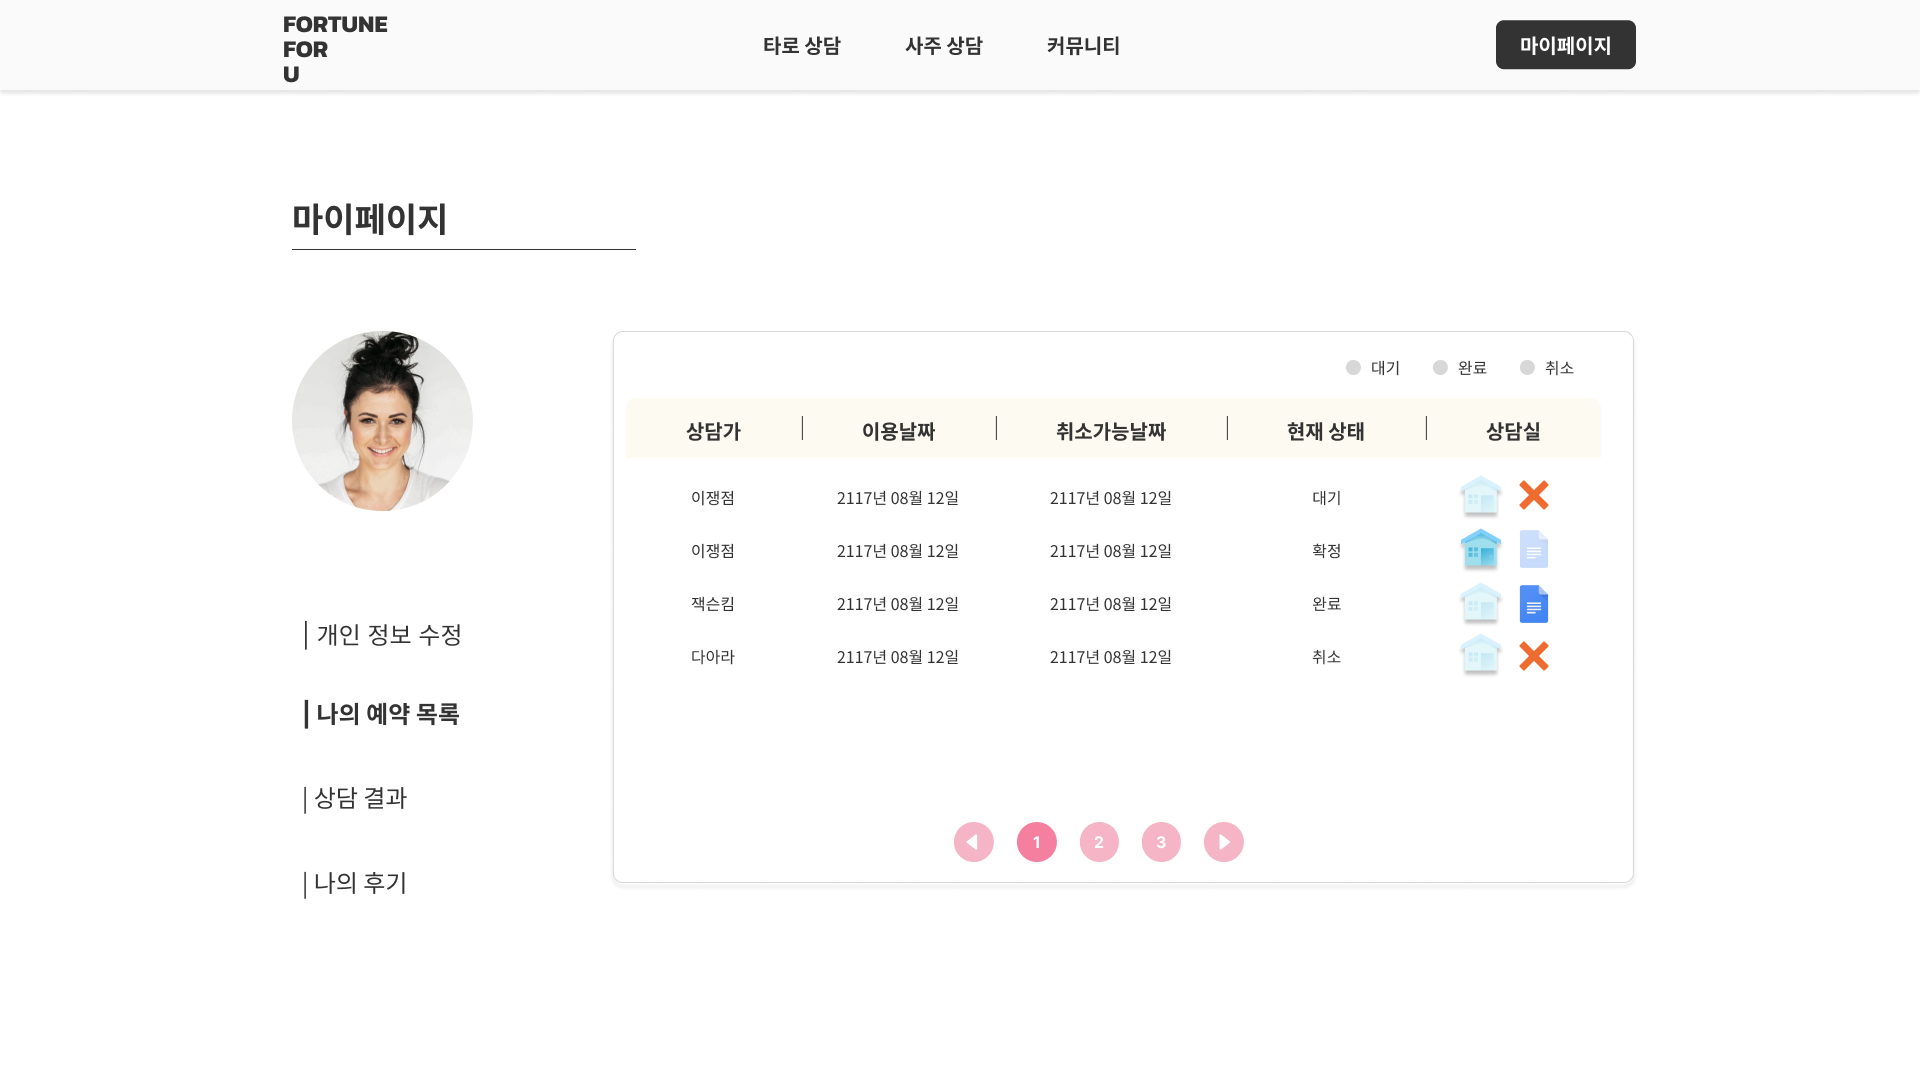 FORTUNE
FOR
U
타로 상담
사주 상담
커뮤니티
마이페이지
마이페이지
| 개인 정보 수정
| 나의 예약 목록
| 상담 결과
| 나의 후기
대기 완료 취소
상담가 | 이용날짜 | 취소가능날짜 | 현재 상태 | 상담실
이쟁점 2117년 08월 12일 2117년 08월 12일 대기
이쟁점 2117년 08월 12일 2117년 08월 12일 확정
잭슨킴 2117년 08월 12일 2117년 08월 12일 완료
다아라 2117년 08월 12일 2117년 08월 12일 취소
1 2 3